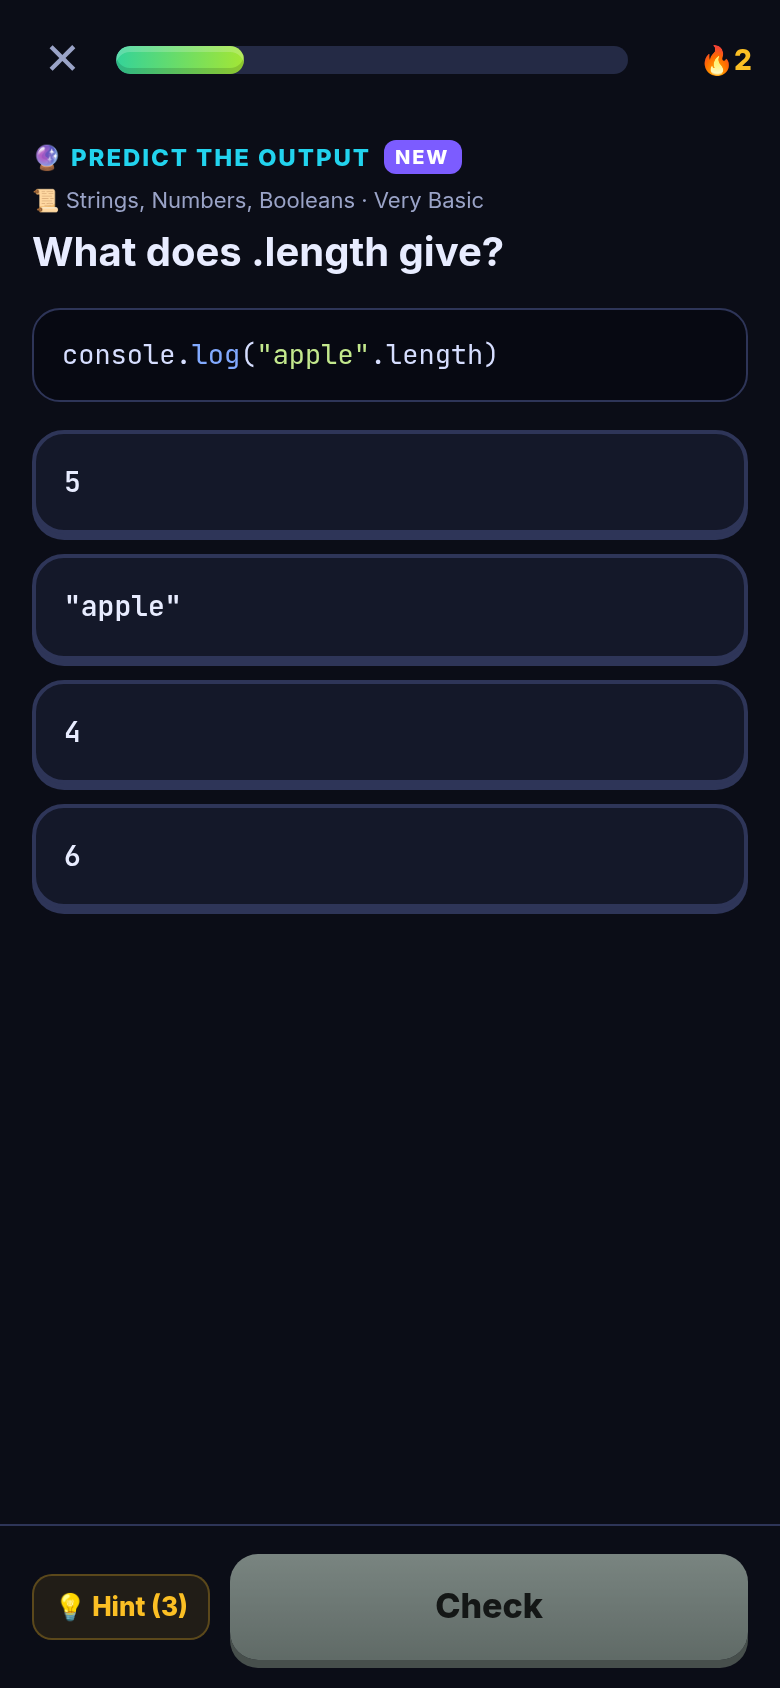 🔥2
🔮 PREDICT THE OUTPUT NEW
📜 Strings, Numbers, Booleans · Very Basic
What does .length give?
console.log("apple".length)
5
"apple"
4
6
💡 Hint (3)
Check